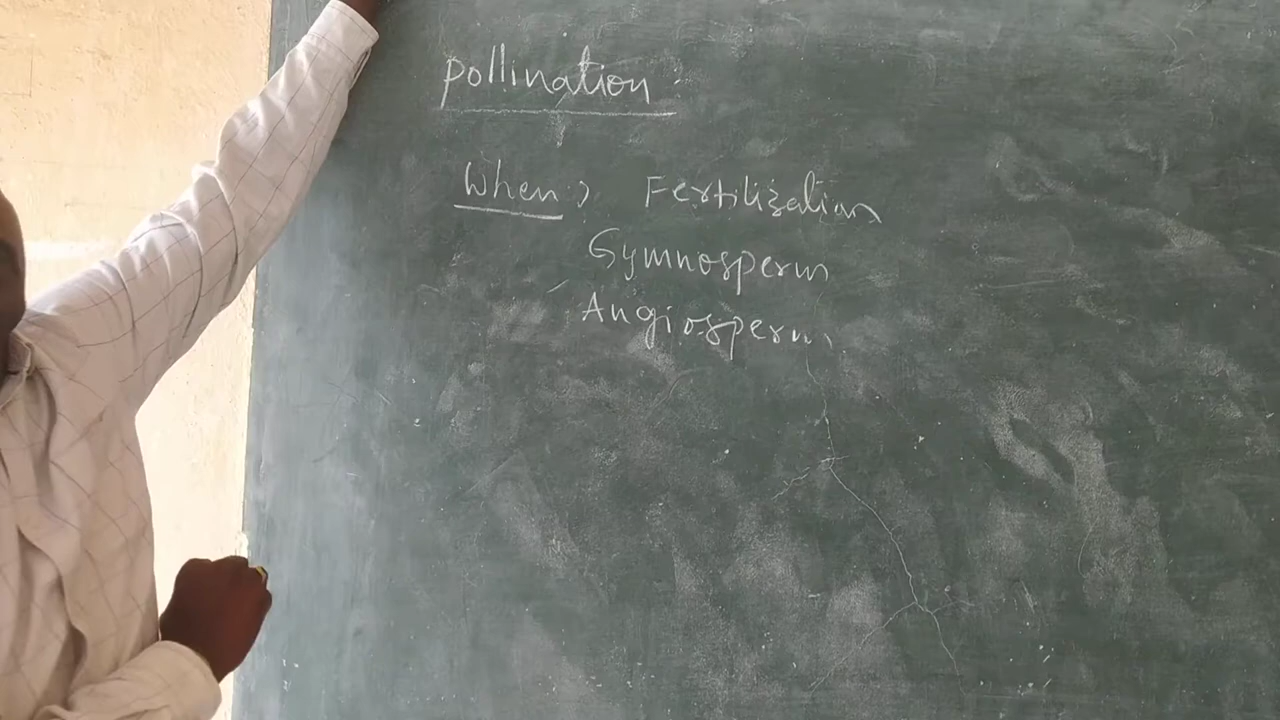 pollination :
When :) Fertilization
Gymnosperm
Angiosperm